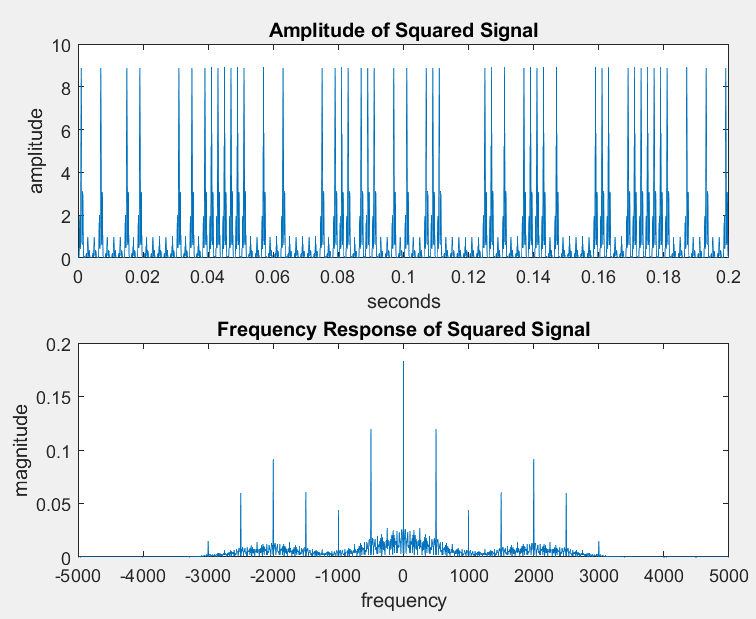 Amplitude of Squared Signal
10
8
6
4
2
0
amplitude
0 0.02 0.04 0.06 0.08 0.1 0.12 0.14 0.16 0.18 0.2
seconds
Frequency Response of Squared Signal
0.2
0.15
0.1
0.05
0
magnitude
-5000 -4000 -3000 -2000 -1000 0 1000 2000 3000 4000 5000
frequency